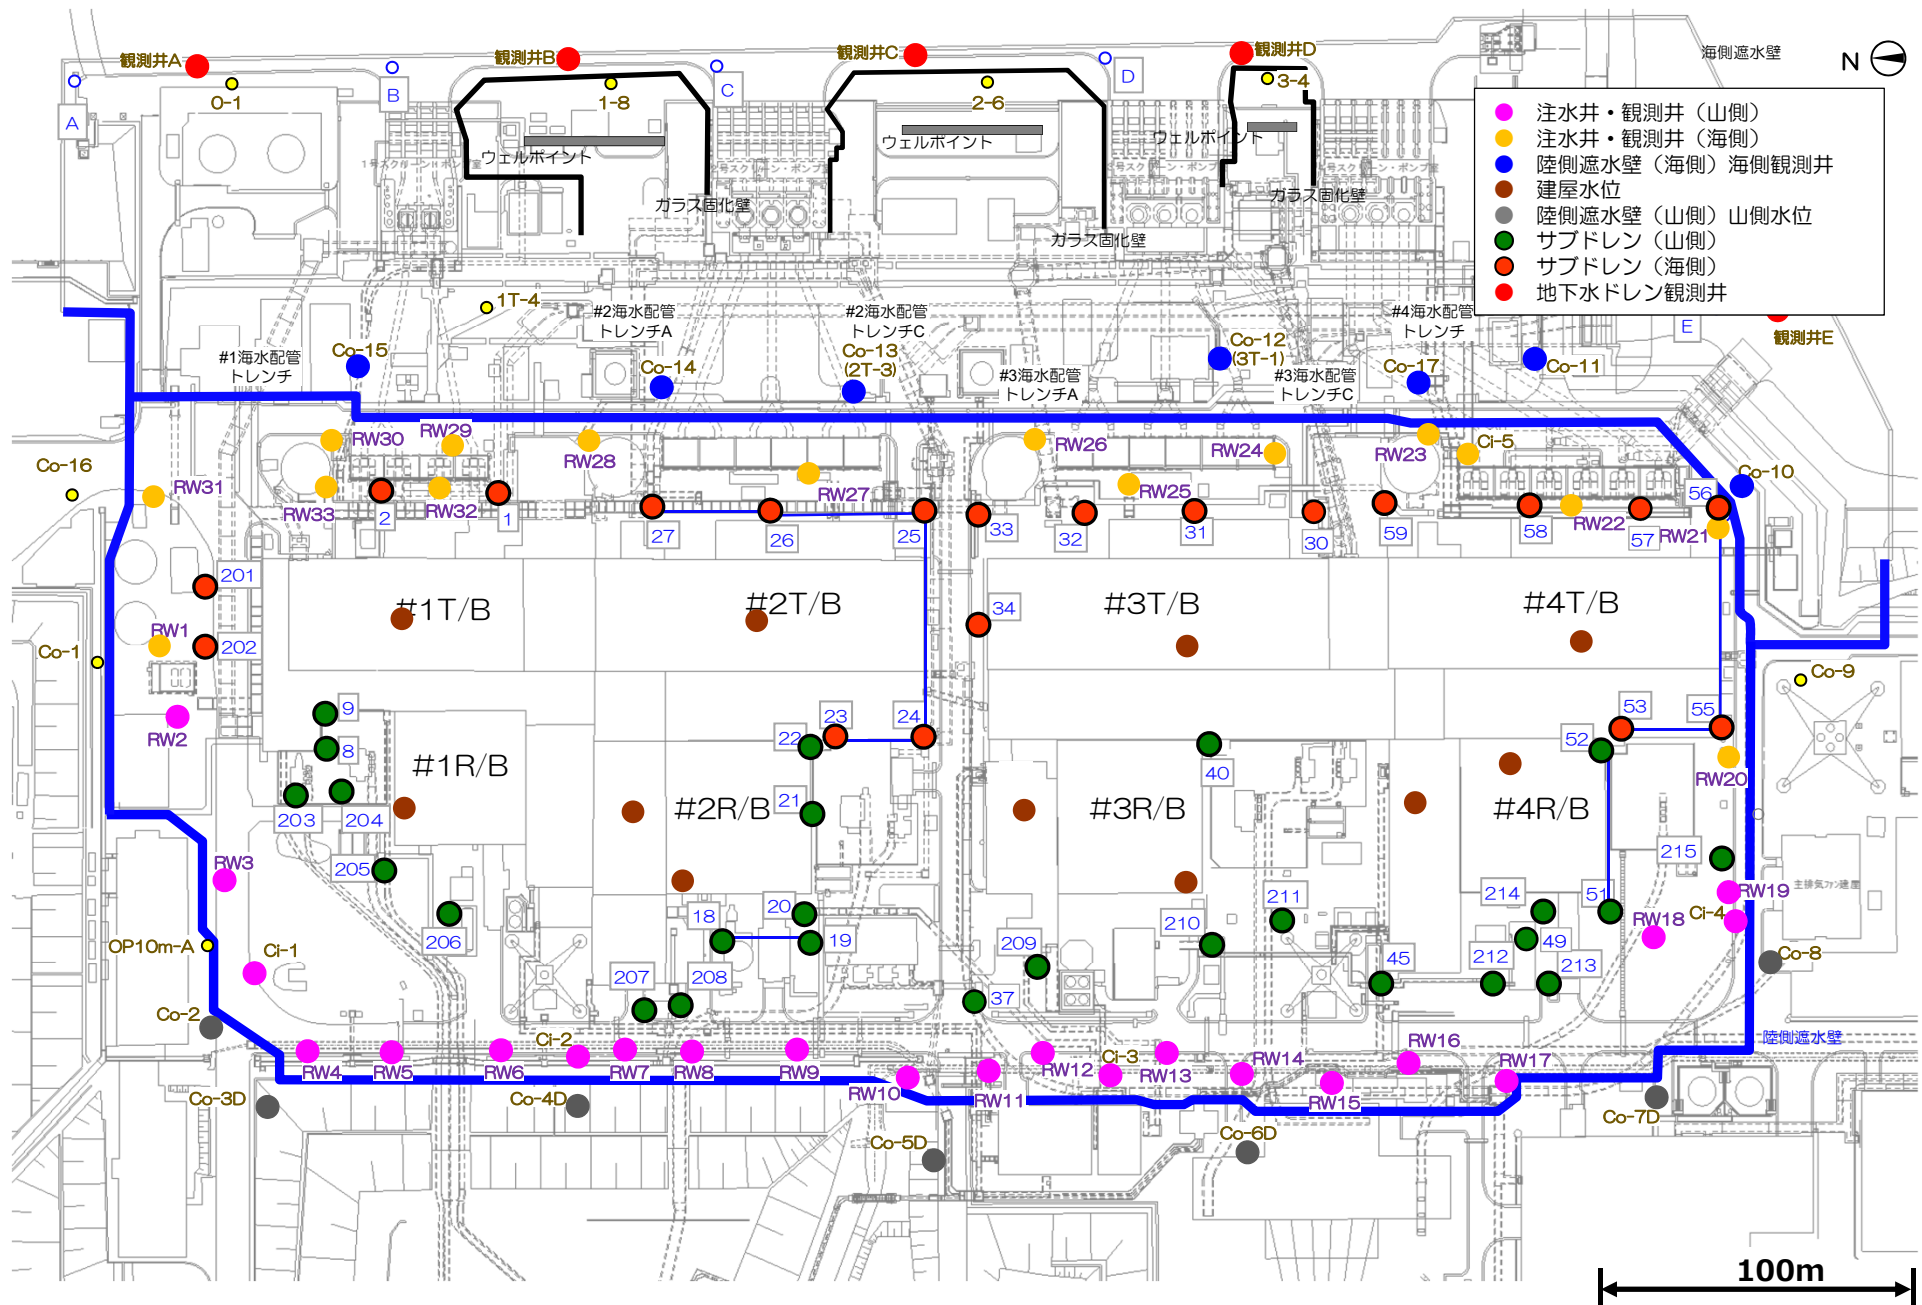 観測井A
観測井B
観測井C
観測井D
海側遮水壁
N
0-1
1-8
2-6
3-4
A
B
C
D
注水井・観測井（山側）
注水井・観測井（海側）
陸側遮水壁（海側）海側観測井
建屋水位
陸側遮水壁（山側）山側水位
サブドレン（山側）
サブドレン（海側）
地下水ドレン観測井
ウェルポイント
ウェルポイント
ウェルポイント
ガラス固化壁
ガラス固化壁
ガラス固化壁
1T-4
#2海水配管
トレンチA
#2海水配管
トレンチC
#4海水配管
トレンチ
E
観測井E
#1海水配管
トレンチ
Co-15
Co-14
Co-13
(2T-3)
#3海水配管
トレンチA
Co-12
(3T-1)
#3海水配管
トレンチC
Co-17
Co-11
RW30
RW29
RW28
RW27
RW26
RW25
RW24
RW23
Ci-5
Co-10
Co-16
RW31
RW33
2
RW32
1
27
26
25
33
32
31
30
59
58
RW22
57
56
RW21
201
202
RW1
Co-1
RW2
#1T/B
#2T/B
34
#3T/B
#4T/B
Co-9
9
8
203
204
205
206
#1R/B
#2R/B
22
23
24
21
40
#3R/B
#4R/B
52
53
55
RW20
215
主排気ファン建屋
RW3
OP10m-A
Ci-1
Co-2
18
20
19
207
208
209
37
210
211
45
214
49
212
213
51
RW18
RW19
Ci-4
Co-8
陸側遮水壁
RW4
RW5
RW6
Ci-2
RW7
RW8
RW9
RW10
RW11
RW12
Ci-3
RW13
RW14
RW15
RW16
RW17
Co-3D
Co-4D
Co-5D
Co-6D
Co-7D
100m